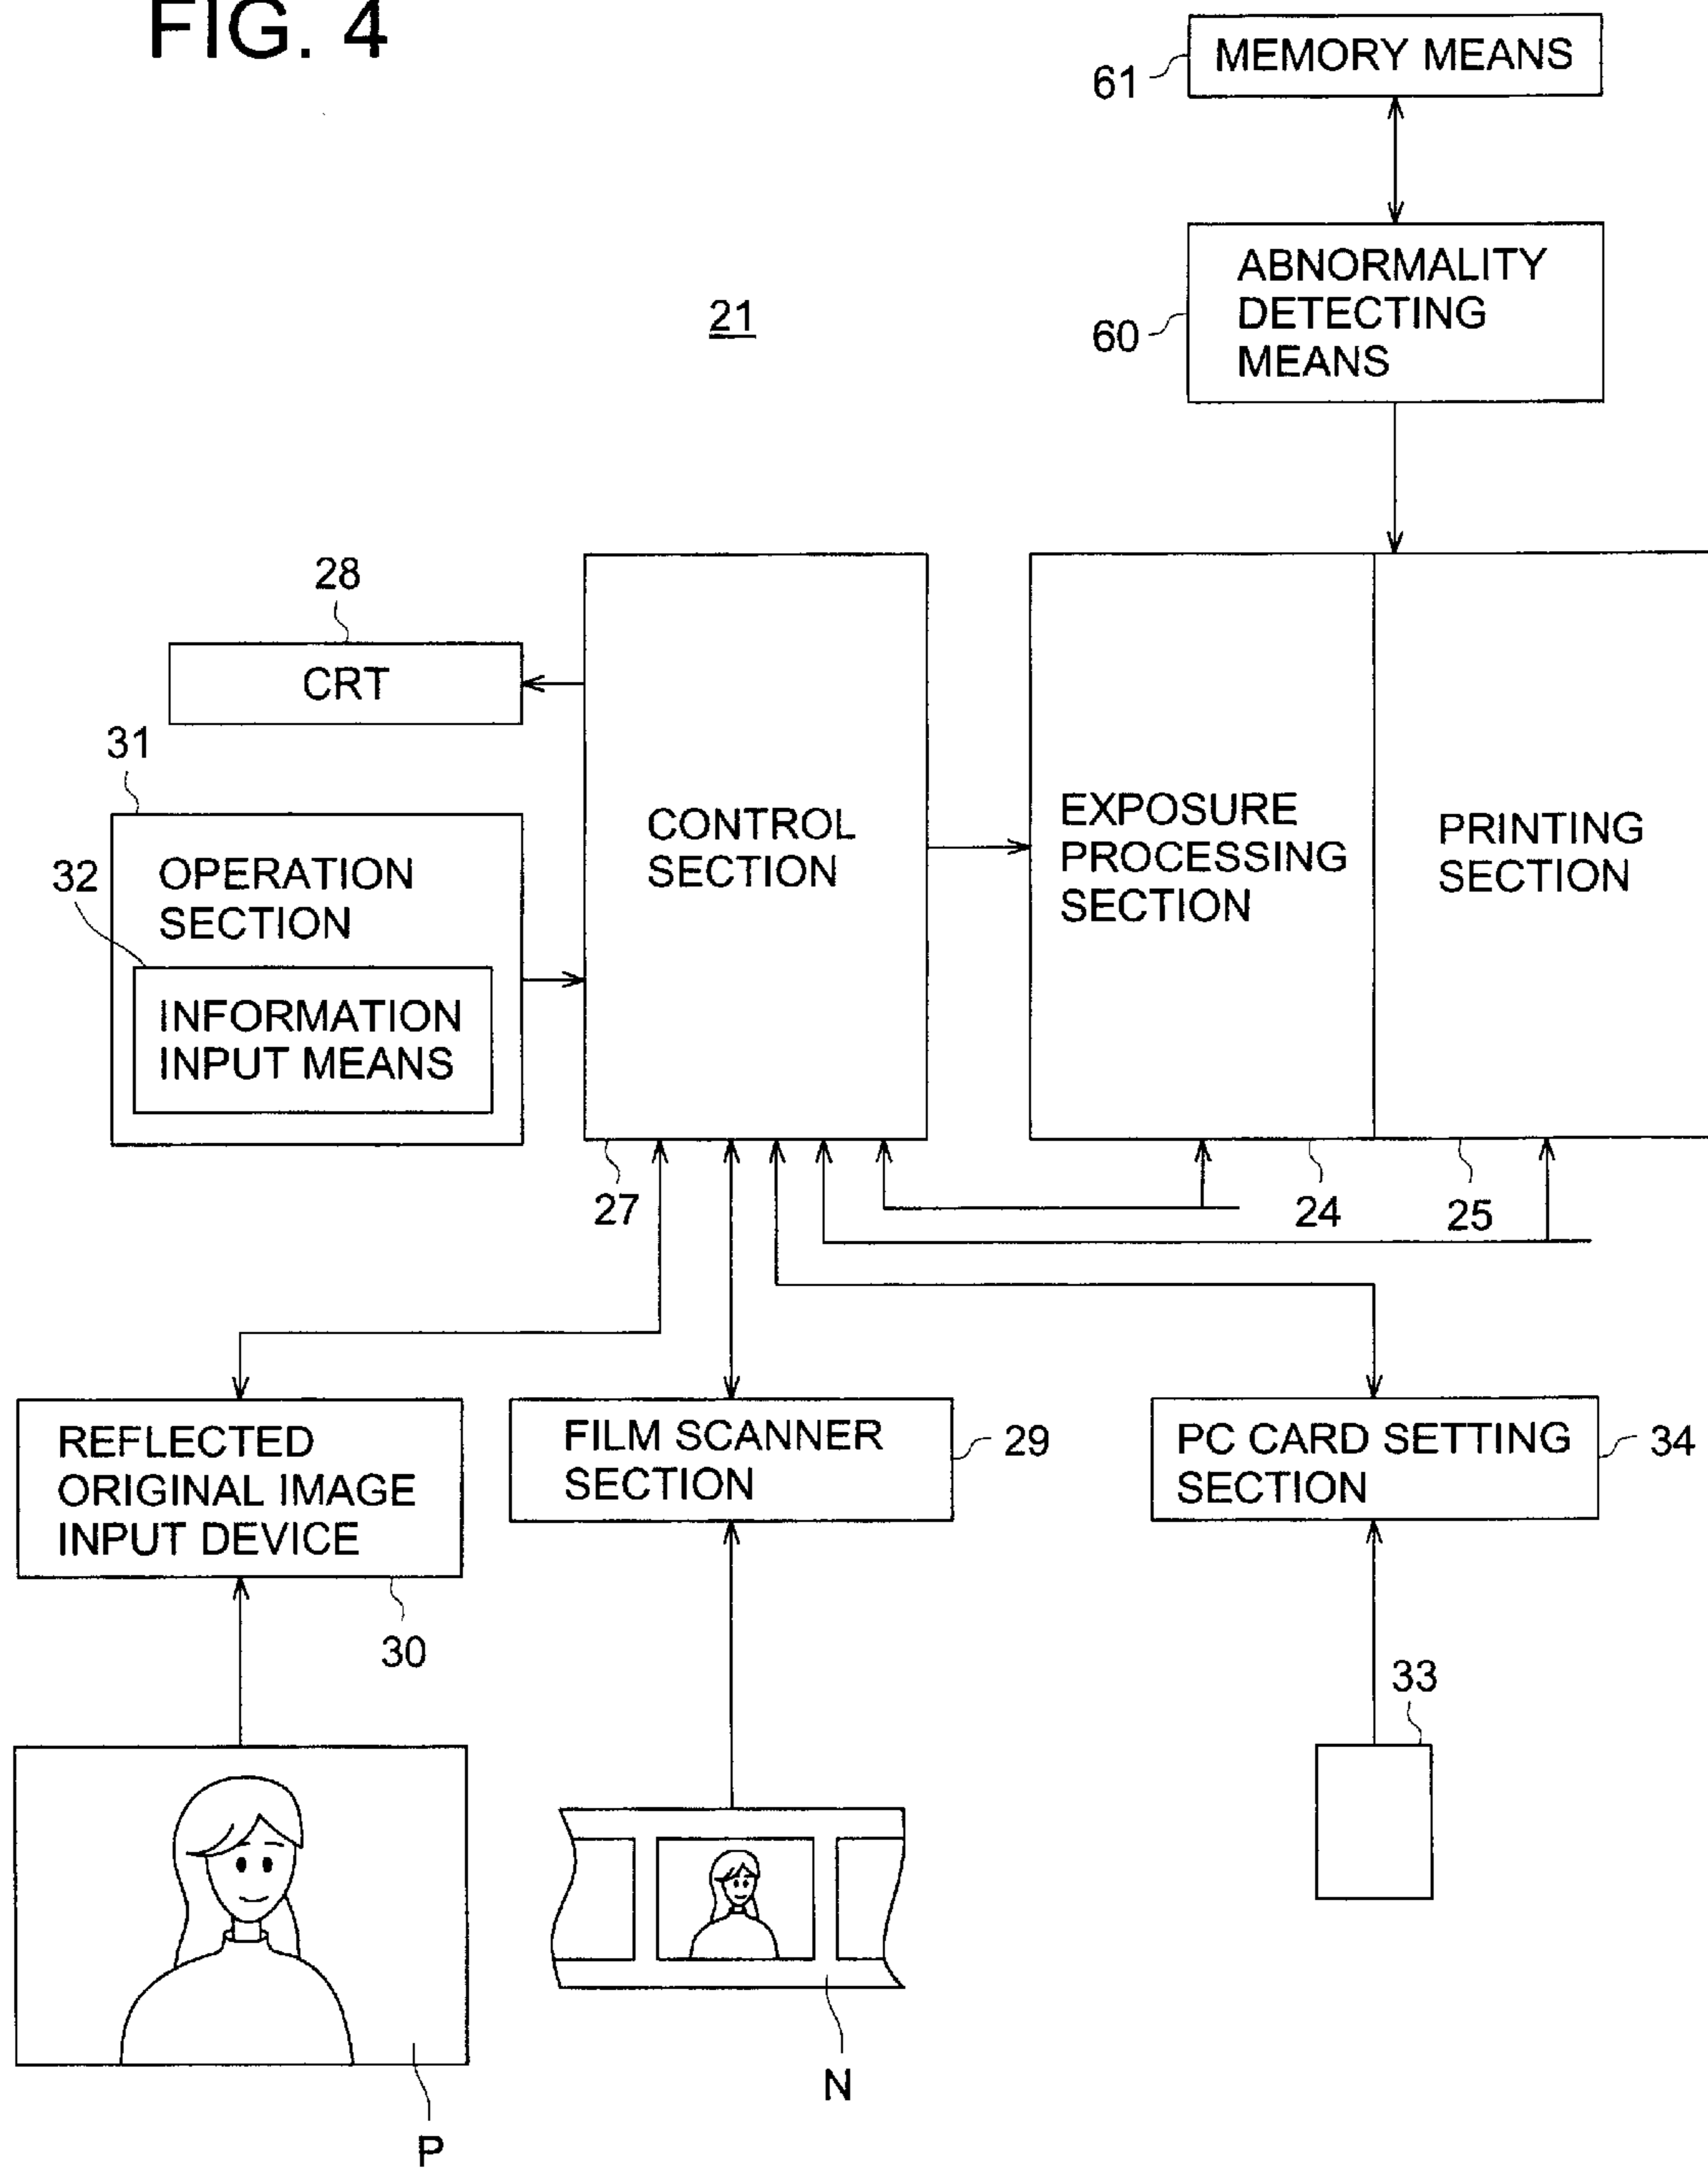 FIG. 4
MEMORY MEANS
61
ABNORMALITY
DETECTING
MEANS
60
21
28
CRT
31
32
OPERATION
SECTION
INFORMATION
INPUT MEANS
CONTROL
SECTION
EXPOSURE
PROCESSING
SECTION
PRINTING
SECTION
27
24
25
REFLECTED
ORIGINAL IMAGE
INPUT DEVICE
FILM SCANNER
SECTION
29
PC CARD SETTING
SECTION
34
30
33
N
P